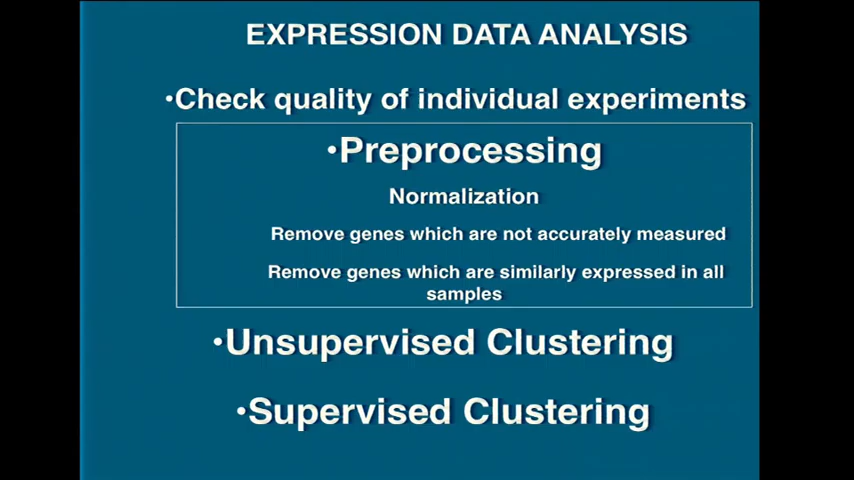 EXPRESSION DATA ANALYSIS
•Check quality of individual experiments
•Preprocessing
Normalization
Remove genes which are not accurately measured
Remove genes which are similarly expressed in all
samples
•Unsupervised Clustering
•Supervised Clustering